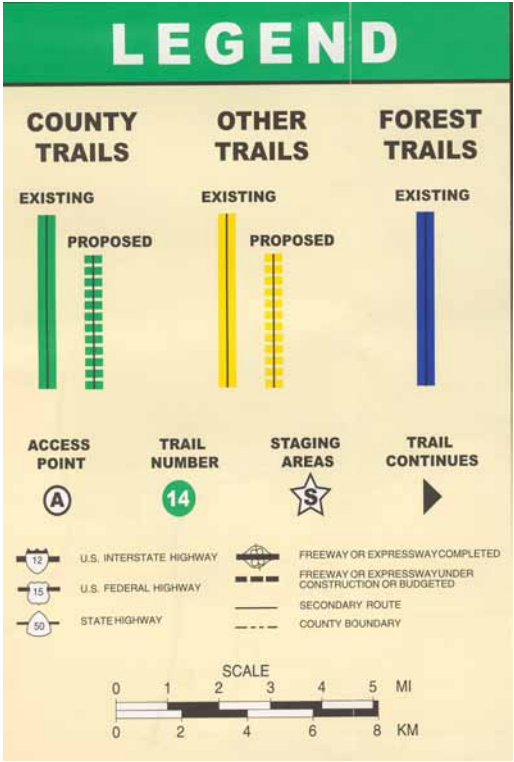 LEGEND
COUNTY
TRAILS
OTHER
TRAILS
FOREST
TRAILS
EXISTING
EXISTING
EXISTING
PROPOSED
PROPOSED
ACCESS
POINT
TRAIL
NUMBER
STAGING
AREAS
TRAIL
CONTINUES
A
14
S
12
U.S. INTERSTATE HIGHWAY
FREEWAY OR EXPRESSWAY COMPLETED
15
U.S. FEDERAL HIGHWAY
FREEWAY OR EXPRESSWAY UNDER
CONSTRUCTION OR BUDGETED
SECONDARY ROUTE
50
STATE HIGHWAY
COUNTY BOUNDARY
SCALE
0 1 2 3 4 5 MI
0 2 4 6 8 KM